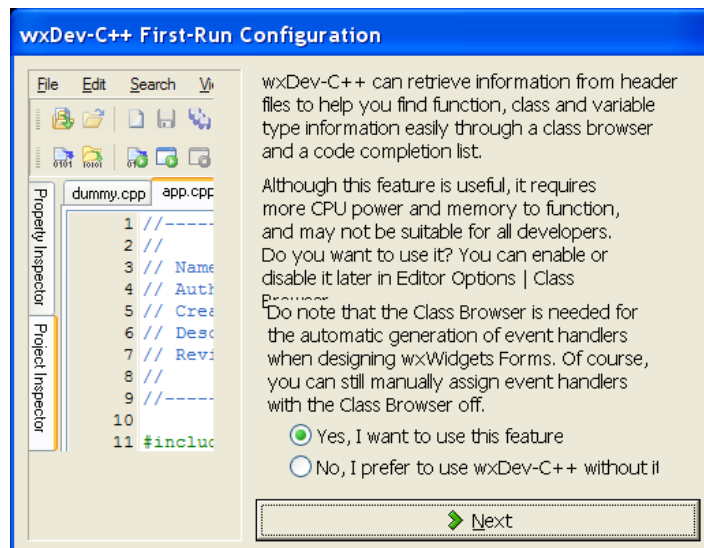 wxDev-C++ First-Run Configuration
File Edit Search
Property Inspector
Project Inspector
dummy.cpp app.cpp
1 //-----
2 //
3 // Name
4 // Auth
5 // Crea
6 // Desc
7 // Revi
8 //
9 //-----
10
11 #includ
wxDev-C++ can retrieve information from header
files to help you find function, class and variable
type information easily through a class browser
and a code completion list.
Although this feature is useful, it requires
more CPU power and memory to function,
and may not be suitable for all developers.
Do you want to use it? You can enable or
disable it later in Editor Options | Class
Browser
Do note that the Class Browser is needed for
the automatic generation of event handlers
when designing wxWidgets Forms. Of course,
you can still manually assign event handlers
with the Class Browser off.
Yes, I want to use this feature
No, I prefer to use wxDev-C++ without it
Next